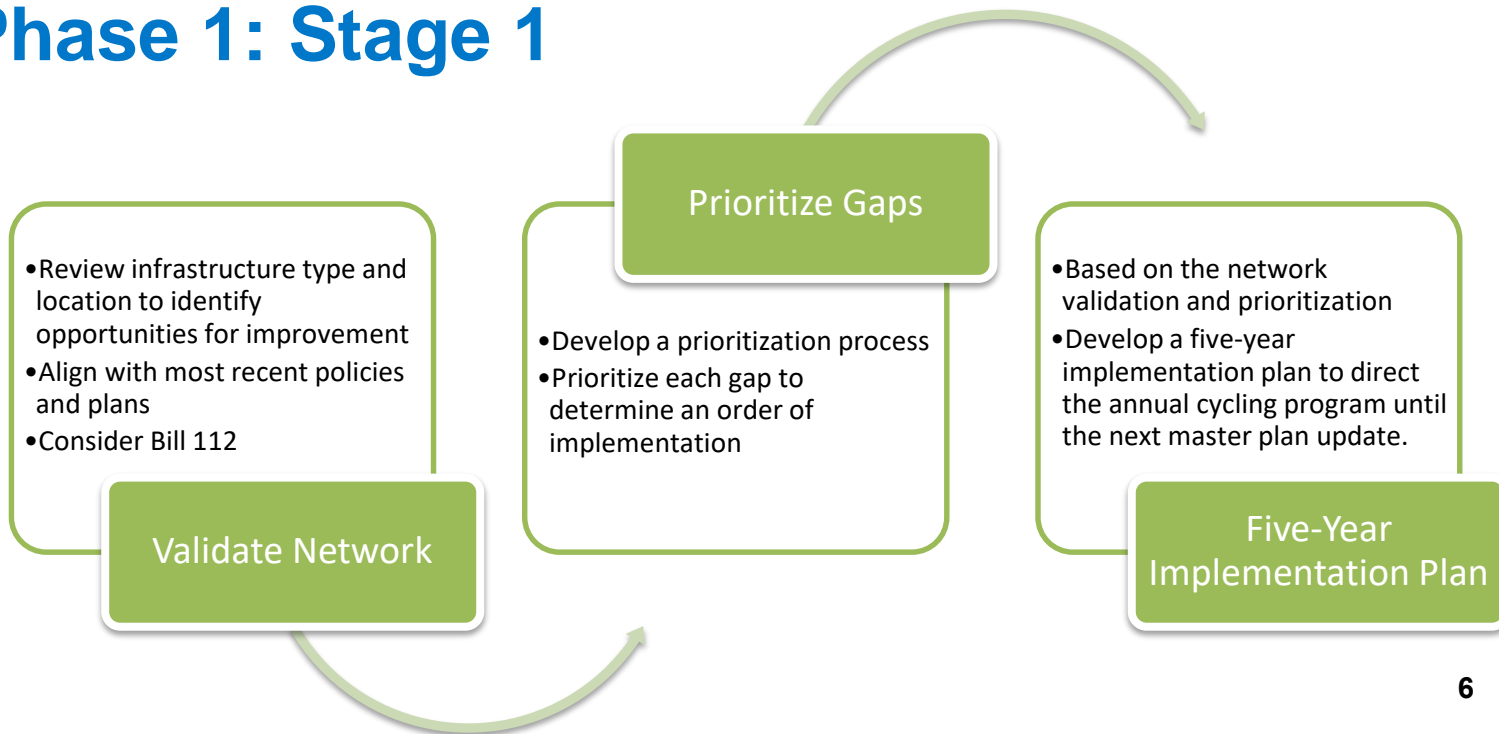 Phase 1: Stage 1
•Review infrastructure type and
location to identify
opportunities for improvement
•Align with most recent policies
and plans
•Consider Bill 112
Validate Network
Prioritize Gaps
•Develop a prioritization process
•Prioritize each gap to
determine an order of
implementation
•Based on the network
validation and prioritization
•Develop a five-year
implementation plan to direct
the annual cycling program until
the next master plan update.
Five-Year
Implementation Plan
6